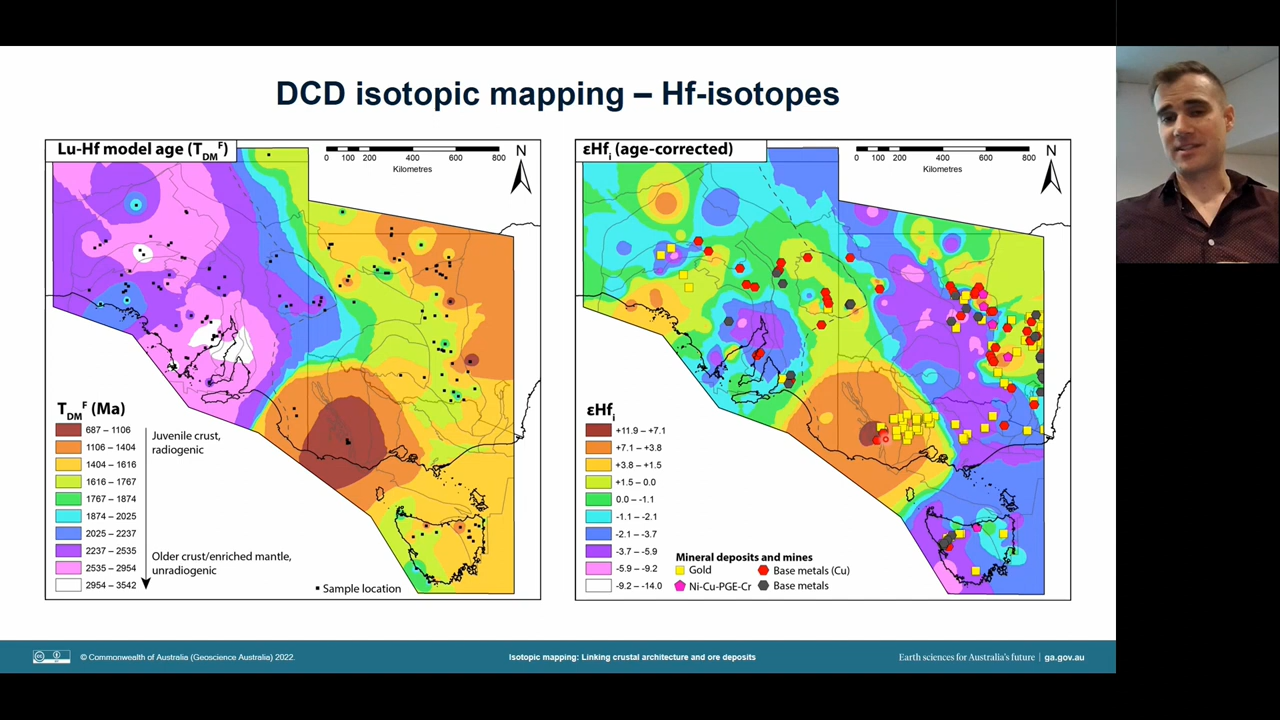 DCD isotopic mapping – Hf-isotopes
Lu-Hf model age (TDM F)
0 100 200 400 600 800
Kilometres
N
TDM F (Ma)
687 – 1106
1106 – 1404
1404 – 1616
1616 – 1767
1767 – 1874
1874 – 2025
2025 – 2237
2237 – 2535
2535 – 2954
2954 – 3542
Juvenile crust,
radiogenic
Older crust/enriched mantle,
unradiogenic
Sample location
εHfi (age-corrected)
0 100 200 400 600 800
Kilometres
N
εHfi
+11.9 – +7.1
+7.1 – +3.8
+3.8 – +1.5
+1.5 – 0.0
0.0 – -1.1
-1.1 – -2.1
-2.1 – -3.7
-3.7 – -5.9
-5.9 – -9.2
-9.2 – -14.0
Mineral deposits and mines
Gold
Base metals (Cu)
Ni-Cu-PGE-Cr
Base metals
© Commonwealth of Australia (Geoscience Australia) 2022.
Isotopic mapping: Linking crustal architecture and ore deposits
Earth sciences for Australia's future | ga.gov.au